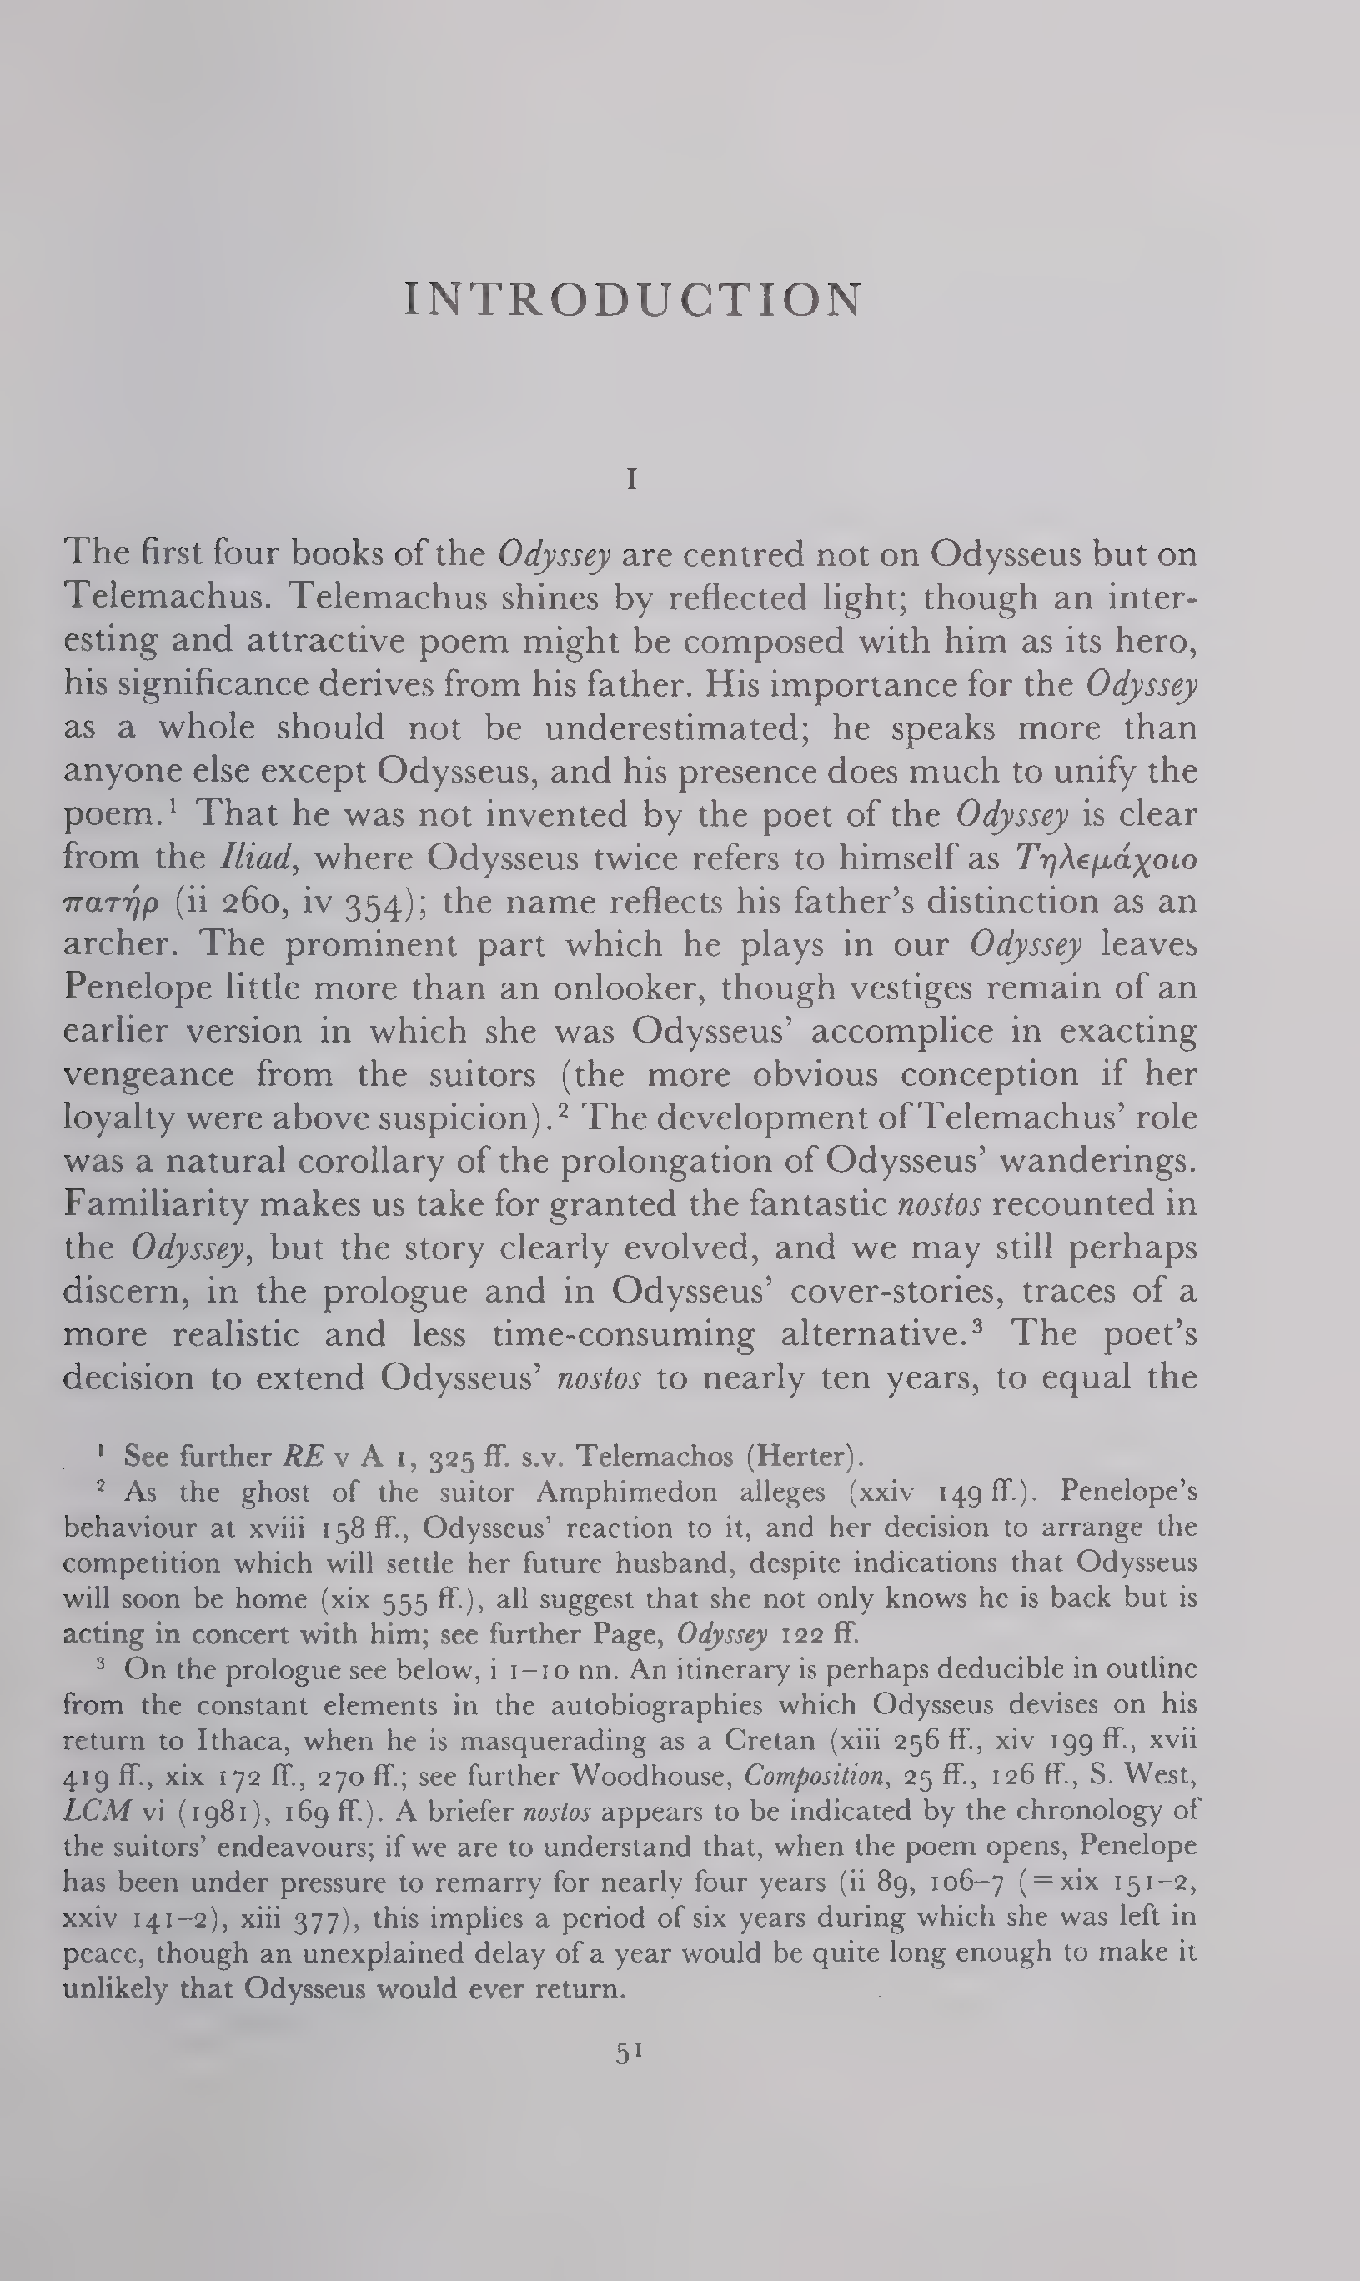 INTRODUCTION
I
The first four books of the Odyssey are centred not on Odysseus but on
Telemachus. Telemachus shines by reflected light; though an inter-
esting and attractive poem might be composed with him as its hero,
his significance derives from his father. His importance for the Odyssey
as a whole should not be underestimated; he speaks more than
anyone else except Odysseus, and his presence does much to unify the
poem.¹ That he was not invented by the poet of the Odyssey is clear
from the Iliad, where Odysseus twice refers to himself as Τηλεμάχοιο
πατήρ (ii 260, iv 354); the name reflects his father's distinction as an
archer. The prominent part which he plays in our Odyssey leaves
Penelope little more than an onlooker, though vestiges remain of an
earlier version in which she was Odysseus' accomplice in exacting
vengeance from the suitors (the more obvious conception if her
loyalty were above suspicion).² The development of Telemachus' role
was a natural corollary of the prolongation of Odysseus' wanderings.
Familiarity makes us take for granted the fantastic nostos recounted in
the Odyssey, but the story clearly evolved, and we may still perhaps
discern, in the prologue and in Odysseus' cover-stories, traces of a
more realistic and less time-consuming alternative.³ The poet's
decision to extend Odysseus' nostos to nearly ten years, to equal the
¹ See further RE v A 1, 325 ff. s.v. Telemachos (Herter).
² As the ghost of the suitor Amphimedon alleges (xxiv 149 ff.). Penelope's
behaviour at xviii 158 ff., Odysseus' reaction to it, and her decision to arrange the
competition which will settle her future husband, despite indications that Odysseus
will soon be home (xix 555 ff.), all suggest that she not only knows he is back but is
acting in concert with him; see further Page, Odyssey 122 ff.
³ On the prologue see below, i 1–10 nn. An itinerary is perhaps deducible in outline
from the constant elements in the autobiographies which Odysseus devises on his
return to Ithaca, when he is masquerading as a Cretan (xiii 256 ff., xiv 199 ff., xvii
419 ff., xix 172 ff., 270 ff.; see further Woodhouse, Composition, 25 ff., 126 ff., S. West,
LCM vi (1981), 169 ff.). A briefer nostos appears to be indicated by the chronology of
the suitors' endeavours; if we are to understand that, when the poem opens, Penelope
has been under pressure to remarry for nearly four years (ii 89, 106–7 (=xix 151–2,
xxiv 141–2), xiii 377), this implies a period of six years during which she was left in
peace, though an unexplained delay of a year would be quite long enough to make it
unlikely that Odysseus would ever return.
51